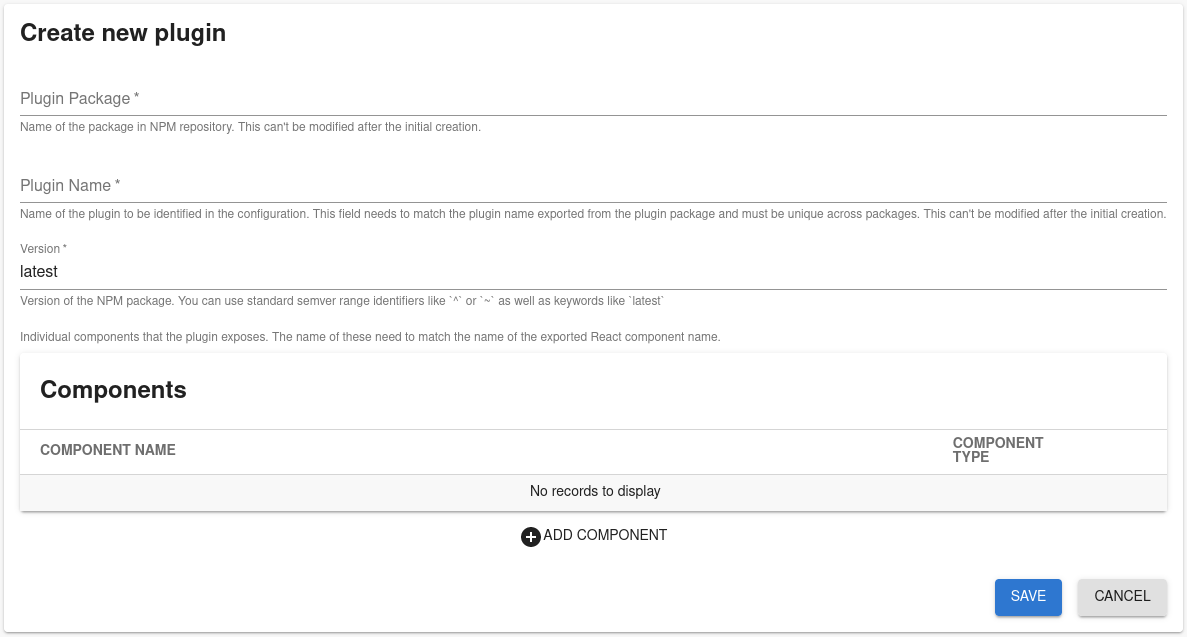 Create new plugin
Plugin Package *
Name of the package in NPM repository. This can't be modified after the initial creation.
Plugin Name *
Name of the plugin to be identified in the configuration. This field needs to match the plugin name exported from the plugin package and must be unique across packages. This can't be modified after the initial creation.
Version *
latest
Version of the NPM package. You can use standard semver range identifiers like `^` or `~` as well as keywords like `latest`
Individual components that the plugin exposes. The name of these need to match the name of the exported React component name.
Components
COMPONENT NAME
COMPONENT
TYPE
No records to display
ADD COMPONENT
SAVE
CANCEL